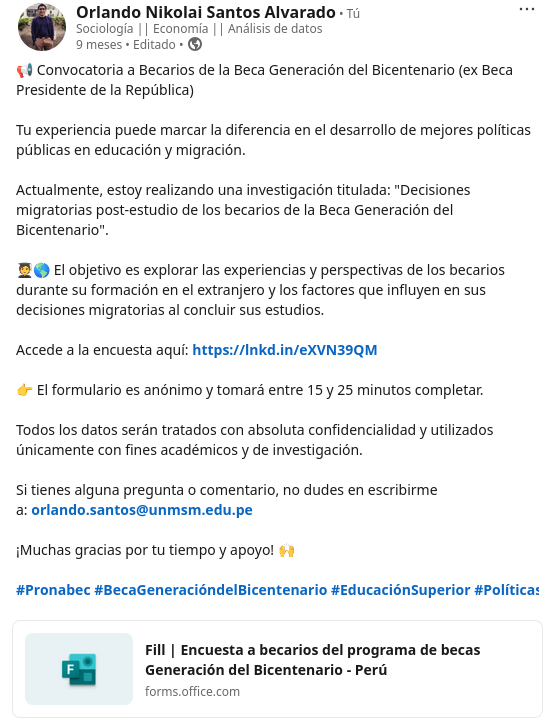 Orlando Nikolai Santos Alvarado • Tú
Sociología || Economía || Análisis de datos
9 meses • Editado •
📢 Convocatoria a Becarios de la Beca Generación del Bicentenario (ex Beca
Presidente de la República)
Tu experiencia puede marcar la diferencia en el desarrollo de mejores políticas
públicas en educación y migración.
Actualmente, estoy realizando una investigación titulada: "Decisiones
migratorias post-estudio de los becarios de la Beca Generación del
Bicentenario".
🧑‍🎓🌎 El objetivo es explorar las experiencias y perspectivas de los becarios
durante su formación en el extranjero y los factores que influyen en sus
decisiones migratorias al concluir sus estudios.
Accede a la encuesta aquí: https://lnkd.in/eXVN39QM
👉 El formulario es anónimo y tomará entre 15 y 25 minutos completar.
Todos los datos serán tratados con absoluta confidencialidad y utilizados
únicamente con fines académicos y de investigación.
Si tienes alguna pregunta o comentario, no dudes en escribirme
a: orlando.santos@unmsm.edu.pe
¡Muchas gracias por tu tiempo y apoyo! 🙌
#Pronabec #BecaGeneracióndelBicentenario #EducaciónSuperior #Políticas
Fill | Encuesta a becarios del programa de becas
Generación del Bicentenario - Perú
forms.office.com
F